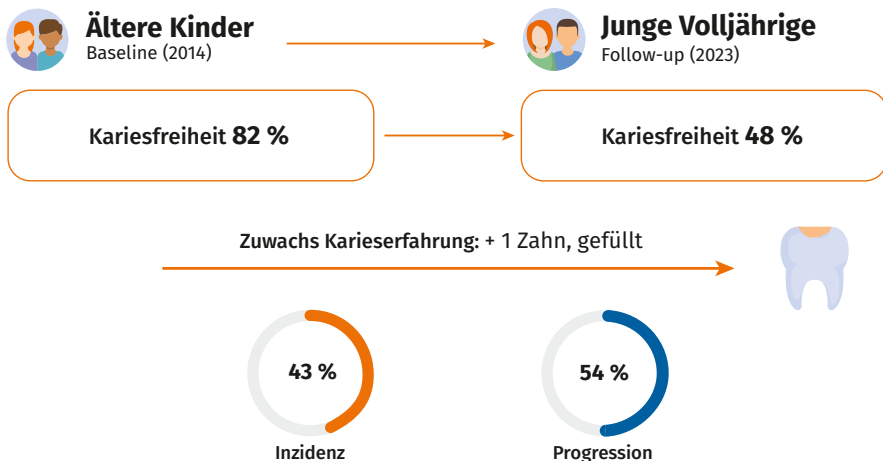 Ältere Kinder
Baseline (2014)
Junge Volljährige
Follow-up (2023)
Kariesfreiheit 82 %
Kariesfreiheit 48 %
Zuwachs Karieserfahrung: + 1 Zahn, gefüllt
43 %
Inzidenz
54 %
Progression